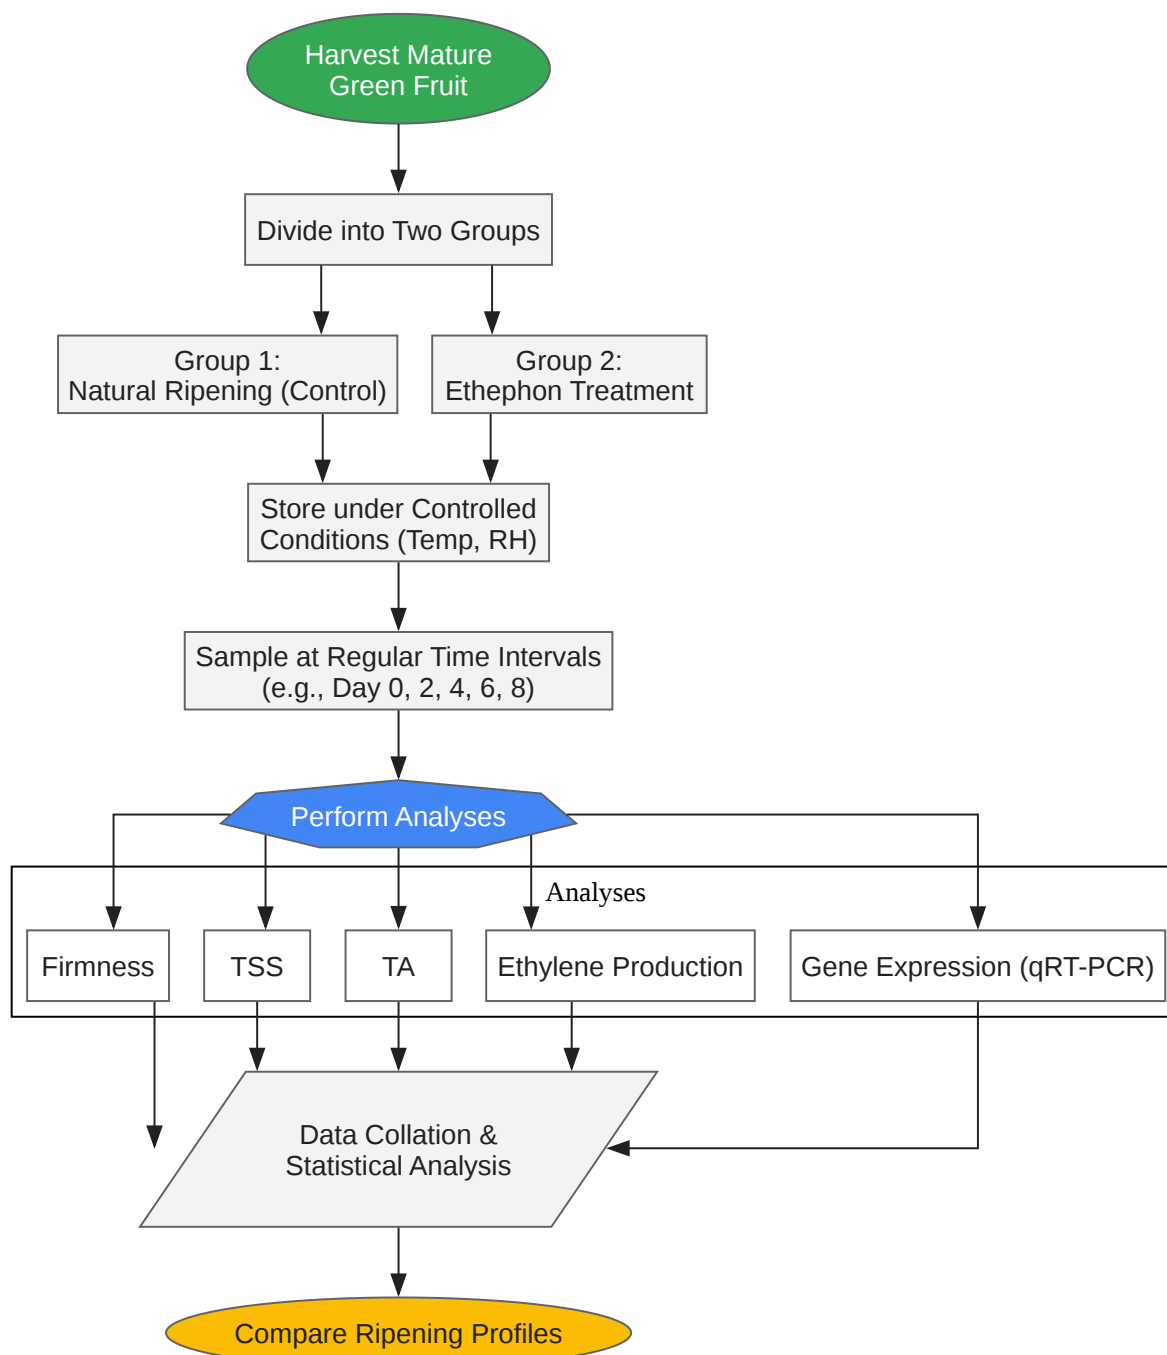 Harvest Mature
Green Fruit
Divide into Two Groups
Group 1:
Natural Ripening (Control)
Group 2:
Ethephon Treatment
Store under Controlled
Conditions (Temp, RH)
Sample at Regular Time Intervals
(e.g., Day 0, 2, 4, 6, 8)
Perform Analyses
Analyses
Firmness
TSS
TA
Ethylene Production
Gene Expression (qRT-PCR)
Data Collation &
Statistical Analysis
Compare Ripening Profiles